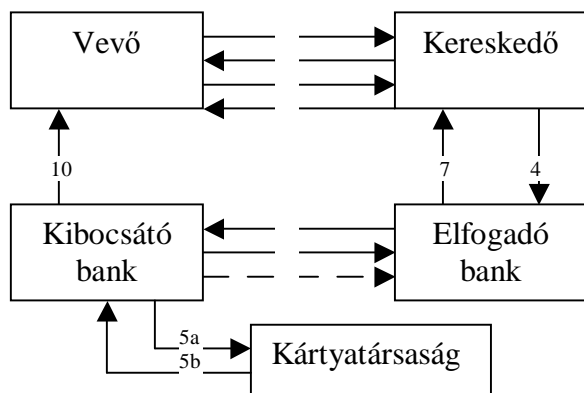 Vevő
Kereskedő
10
7
4
Kibocsátó
bank
Elfogadó
bank
5a
5b
Kártyatársaság